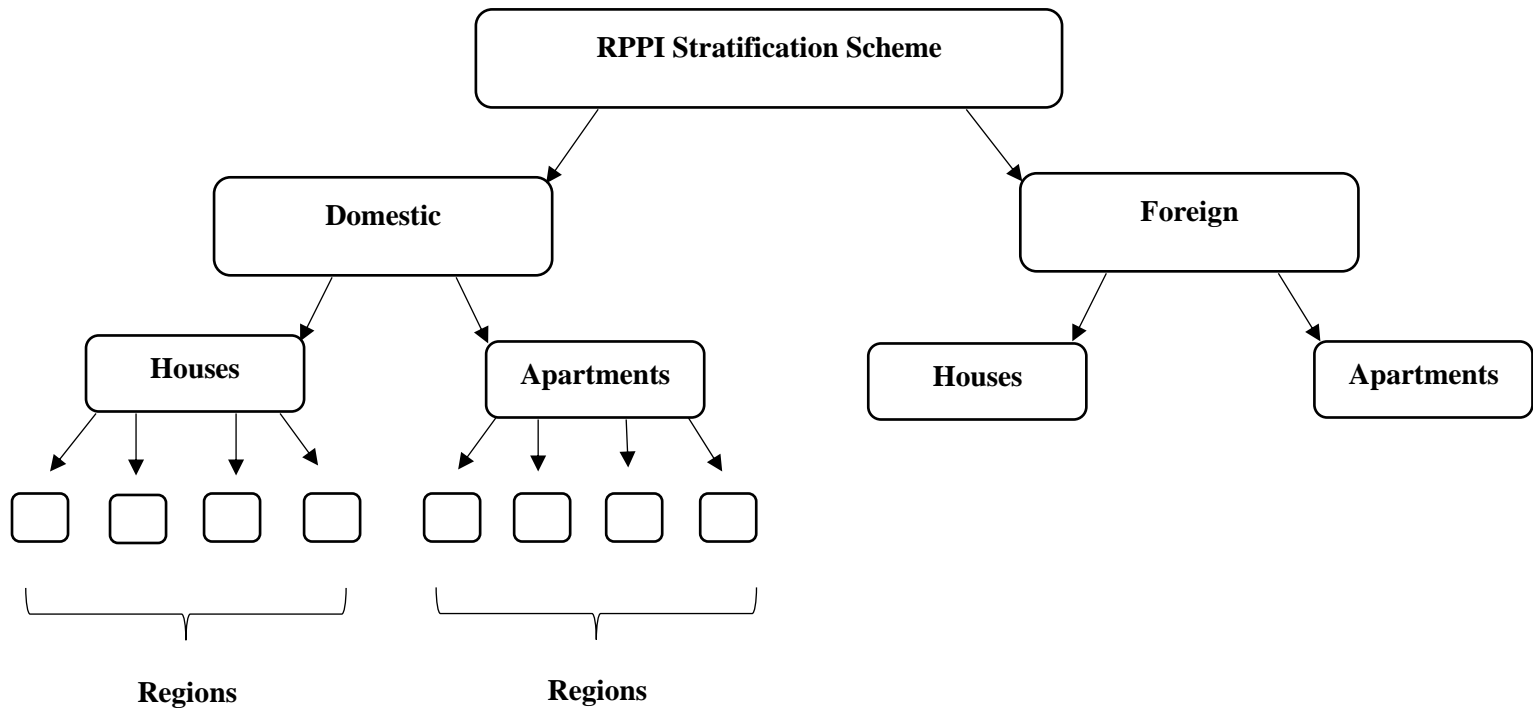 RPPI Stratification Scheme
Domestic
Foreign
Houses
Apartments
Houses
Apartments
Regions
Regions